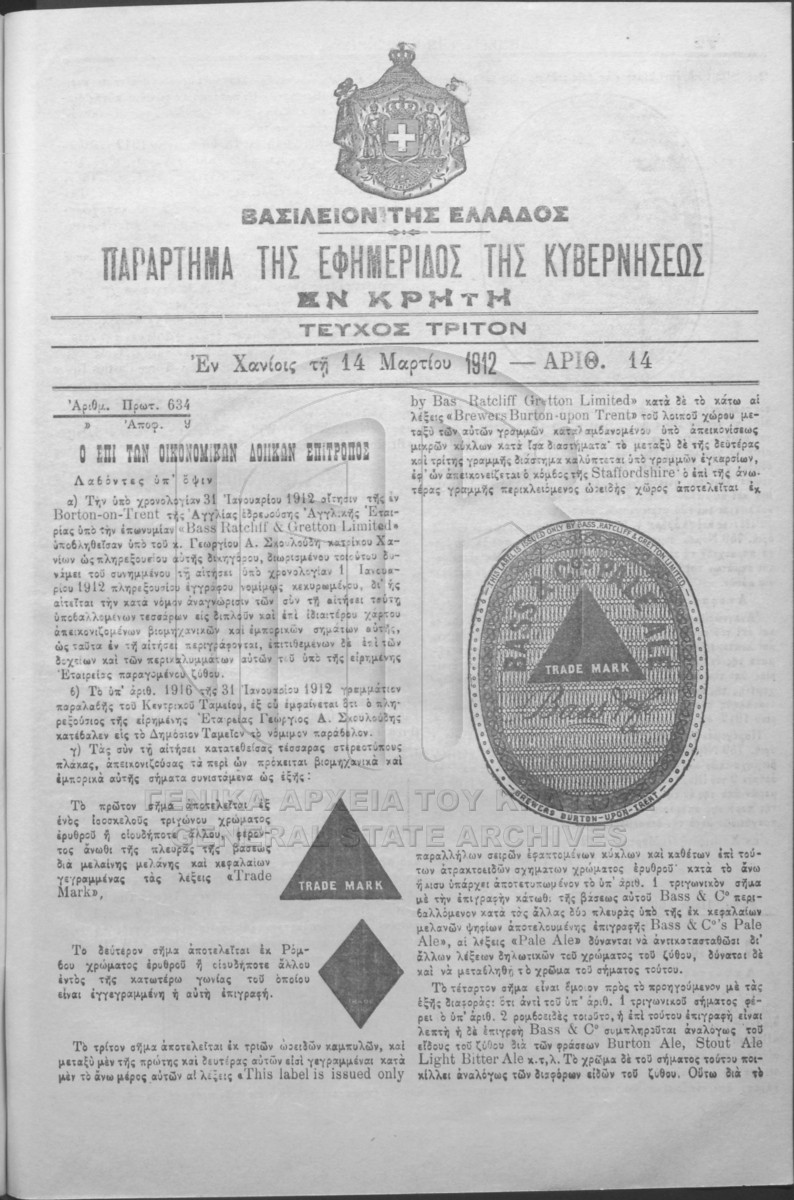 ΒΑΣΙΛΕΙΟΝ ΤΗΣ ΕΛΛΑΔΟΣ
ΠΑΡΑΡΤΗΜΑ ΤΗΣ ΕΦΗΜΕΡΙΔΟΣ ΤΗΣ ΚΥΒΕΡΝΗΣΕΩΣ
ΕΝ ΚΡΗΤΗ
ΤΕΥΧΟΣ ΤΡΙΤΟΝ
Ἐν Χανίοις τῇ 14 Μαρτίου 1912 — ΑΡΙΘ. 14
Ἀριθμ. Πρωτ. 634
» Ἀποφ. 9
Ο ΕΠΙ ΤΩΝ ΟΙΚΟΝΟΜΙΚΩΝ ΔΟΙΙΚΩΝ ΕΠΙΤΡΟΠΟΣ
Λαβόντες ὑπ' ὄψιν
α) Τὴν ὑπὸ χρονολογίαν 31 Ἰανουαρίου 1912 αἴτησιν τῆς ἐν
Borton-on-Trent τῆς Ἀγγλίας ἑδρευούσης Ἀγγλικῆς Ἑται-
ρίας ὑπὸ τὴν ἐπωνυμίαν «Bass Ratcliff & Gretton Limited»
ὑποβληθεῖσαν ὑπὸ τοῦ κ. Γεωργίου Α. Σκουλούδη κατοίκου Χα-
νίων ὡς πληρεξουσίου αὐτῆς δικηγόρου, διωρισμένου τοιούτου δυ-
νάμει τοῦ συνημμένου τῇ αἰτήσει ὑπὸ χρονολογίαν 1 Ιανουα-
ρίου 1912 πληρεξουσίου ἐγγράφου νομίμως κεκυρωμένου, δι' ἧς
αἰτεῖται τὴν κατὰ νόμον ἀναγνώρισιν τῶν σὺν τῇ αἰτήσει ταύτῃ
ὑποβαλλομένων τεσσάρων εἰς διπλοῦν καὶ ἐπὶ ἰδιαιτέρου χάρτου
ἀπεικονιζομένων βιομηχανικῶν καὶ ἐμπορικῶν σημάτων αὐτῆς,
ὡς ταῦτα ἐν τῇ αἰτήσει περιγράφονται, ἐπιτιθεμένων δὲ ἐπὶ τῶν
δοχείων καὶ τῶν περικαλυμμάτων αὐτῶν τοῦ ὑπὸ τῆς εἰρημένης
Ἑταιρείας παραγομένου ζύθου.
β) Τὸ ὑπ' ἀριθ. 1916 τῆς 31 Ἰανουαρίου 1912 γραμμάτιον
παραλαβῆς τοῦ Κεντρικοῦ Ταμείου, ἐξ οὗ ἐμφαίνεται ὅτι ὁ πλη-
ρεξούσιος τῆς εἰρημένης Ἑταιρείας Γεώργιος Α. Σκουλούδης
κατέβαλεν εἰς τὸ Δημόσιον Ταμεῖον τὸ νόμιμον παράβολον.
γ) Τὰς σὺν τῇ αἰτήσει κατατεθείσας τέσσαρας στερεοτύπους
πλάκας, ἀπεικονιζούσας τὰ περὶ ὧν πρόκειται βιομηχανικὰ καὶ
ἐμπορικὰ αὐτῆς σήματα συνιστάμενα ὡς ἑξῆς:
Τὸ πρῶτον σῆμα ἀποτελεῖται ἐξ
ἑνὸς ἰσοσκελοῦς τριγώνου χρώματος
ἐρυθροῦ ἢ οἱουδήποτε ἄλλου, φέρον-
τος ἄνωθι τῆς πλευρᾶς τῆς βάσεως
διὰ μελαίνης μελάνης καὶ κεφαλαίων
γεγραμμένας τὰς λέξεις «Trade
Mark»,
TRADE MARK
Τὸ δεύτερον σῆμα ἀποτελεῖται ἐκ Ρόμ-
βου χρώματος ἐρυθροῦ ἢ οἱουδήποτε ἄλλου
ἐντὸς τῆς κατωτέρω γωνίας τοῦ ὁποίου
εἶναι ἐγγεγραμμένη ἡ αὐτὴ ἐπιγραφή.
Τὸ τρίτον σῆμα ἀποτελεῖται ἐκ τριῶν ὠοειδῶν καμπυλῶν, καὶ
μεταξὺ μὲν τῆς πρώτης καὶ δευτέρας αὐτῶν εἰσὶ γεγραμμέναι κατὰ
μὲν τὸ ἄνω μέρος αὐτῶν αἱ λέξεις «This label is issued only
by Bas Ratcliff Gretton Limited» κατὰ δὲ τὸ κάτω αἱ
λέξεις «Brewers Burton-upon Trent» τοῦ λοιποῦ χώρου με-
ταξὺ τῶν αὐτῶν γραμμῶν καταλαμβανομένου ὑπὸ ἀπεικονίσεως
μικρῶν κύκλων κατὰ ἴσα διαστήματα· τὸ μεταξὺ δὲ τῆς δευτέρας
καὶ τρίτης γραμμῆς διάστημα καλύπτεται ὑπὸ γραμμῶν ἐγκαρσίων,
ἐφ' ὧν ἀπεικονίζεται ὁ κόμβος τῆς Staffordshire· ὁ ἐπὶ τῆς ἀνω-
τέρας γραμμῆς περικλειόμενος ὠοειδὴς χῶρος ἀποτελεῖται ἐκ
THIS LABEL IS ISSUED ONLY BY BASS, RATCLIFF & GRETTON, LIMITED
BASS & Co's PALE ALE
TRADE MARK
Bass & Co
BREWERS BURTON-UPON-TRENT
παραλλήλων σειρῶν ἐφαπτομένων κύκλων καὶ καθέτων ἐπὶ τού-
των ἀτρακτοειδῶν σχηματων χρώματος ἐρυθροῦ· κατὰ τὸ ἄνω
ἥμισυ ὑπάρχει ἀποτετυπωμένον τὸ ὑπ' ἀριθ. 1 τριγωνικὸν σῆμα
μὲ τὴν ἐπιγραφὴν κάτωθι τῆς βάσεως αὐτοῦ Bass & Cº περι-
βαλλόμενον κατὰ τὰς ἄλλας δύο πλευρὰς ὑπὸ τῆς ἐκ κεφαλαίων
μελανῶν ψηφίων ἀποτελουμένης ἐπιγραφῆς Bass & Cº's Pale
Ale», αἱ λέξεις «Pale Ale» δύνανται νὰ ἀντικατασταθῶσι δι'
ἄλλων λέξεων δηλωτικῶν τοῦ χρώματος τοῦ ζύθου, δύναται δὲ
καὶ νὰ μεταβληθῇ τὸ χρῶμα τοῦ σήματος τούτου.
Τὸ τέταρτον σῆμα εἶναι ὅμοιον πρὸς τὸ προηγούμενον μὲ τὰς
ἑξῆς διαφοράς: ὅτι ἀντὶ τοῦ ὑπ' ἀριθ. 1 τριγωνικοῦ σήματος φέ-
ρει ὁ ὑπ' ἀριθ. 2 ρομβοειδὲς τοιοῦτο, ἡ ἐπὶ τούτου ἐπιγραφὴ εἶναι
λεπτὴ ἡ δὲ ἐπιγρφὴ Bass & Cº συμπληροῦται ἀναλόγως τοῦ
εἴδους τοῦ ζύθου διὰ τῶν φράσεων Burton Ale, Stout Ale
Light Bitter Ale κ.τ,λ. Τὸ χρῶμα δὲ τοῦ σήματος τούτου ποι-
κίλλει ἀναλόγως τῶν διαφόρων εἰδῶν τοῦ ζυθου. Οὕτω διὰ τὸ
ΓΕΝΙΚΑ ΑΡΧΕΙΑ ΤΟΥ
GENERAL STATE ARCHIVES